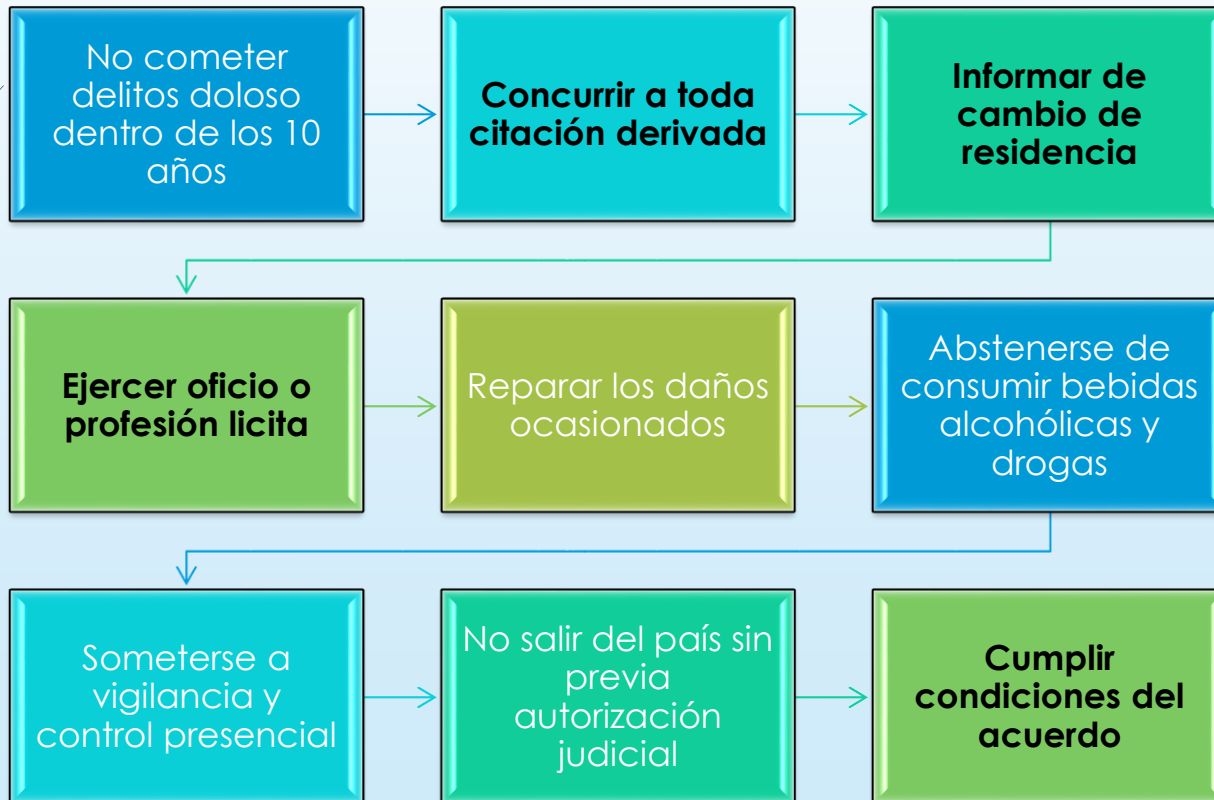 No cometer
delitos doloso
dentro de los 10
años
Concurrir a toda
citación derivada
Informar de
cambio de
residencia
Ejercer oficio o
profesión licita
Reparar los daños
ocasionados
Abstenerse de
consumir bebidas
alcohólicas y
drogas
Someterse a
vigilancia y
control presencial
No salir del país sin
previa
autorización
judicial
Cumplir
condiciones del
acuerdo